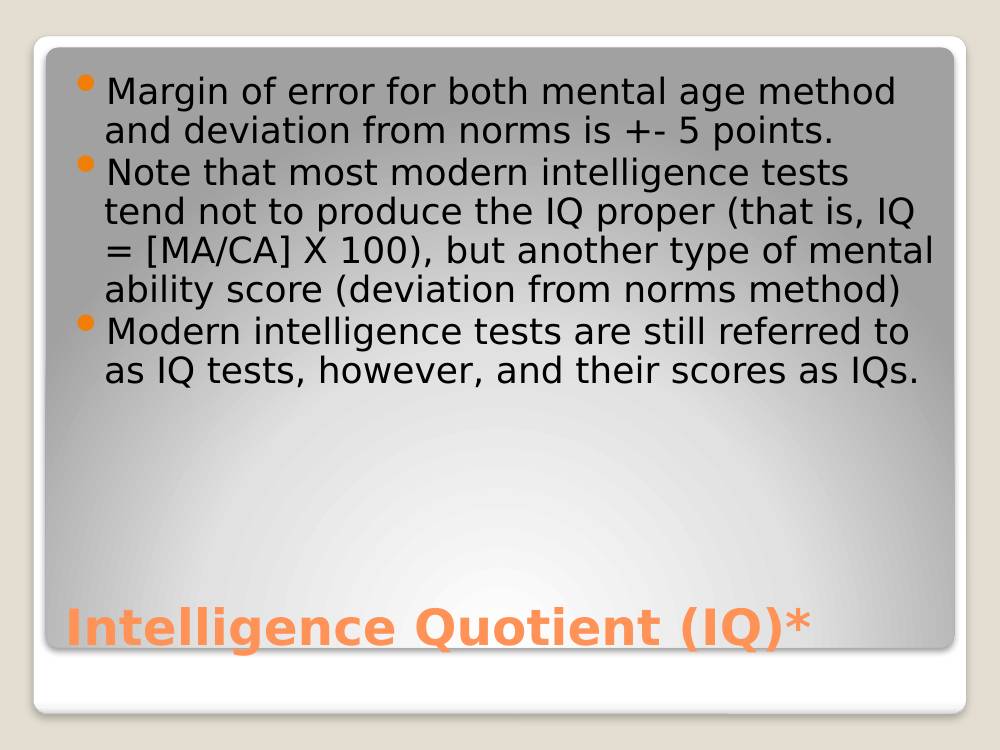 • Margin of error for both mental age method
and deviation from norms is +- 5 points.
• Note that most modern intelligence tests
tend not to produce the IQ proper (that is, IQ
= [MA/CA] X 100), but another type of mental
ability score (deviation from norms method)
• Modern intelligence tests are still referred to
as IQ tests, however, and their scores as IQs.
Intelligence Quotient (IQ)*